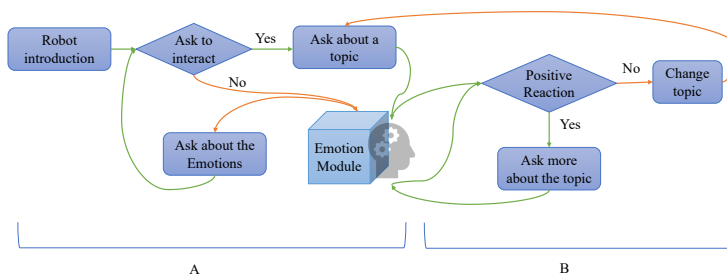 Robot
introduction
Ask to
interact
Yes
Ask about a
topic
No
Ask about the
Emotions
Emotion
Module
Positive
Reaction
No
Change
topic
Yes
Ask more
about the topic
A
B